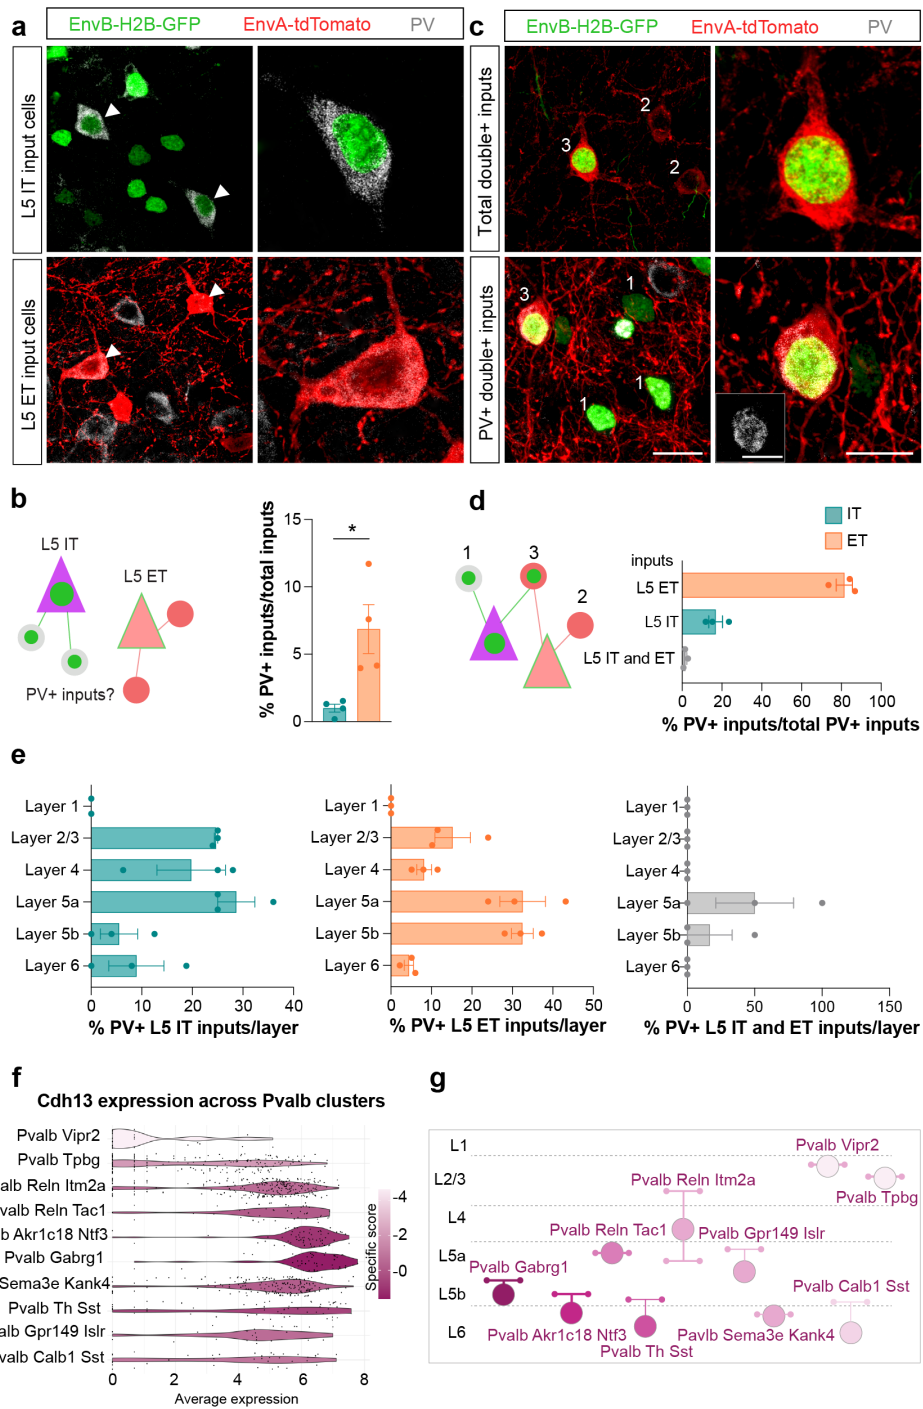 a
EnvB-H2B-GFP EnvA-tdTomato PV
L5 IT input cells
L5 ET input cells
c
EnvB-H2B-GFP EnvA-tdTomato PV
Total double+ inputs
2
3
2
PV+ double+ inputs
3
1
1
1
b
L5 IT
L5 ET
PV+ inputs?
% PV+ inputs/total inputs
15
10
5
0
*
d
1
3
2
IT
ET
inputs
L5 ET
L5 IT
L5 IT and ET
0 20 40 60 80 100
% PV+ inputs/total PV+ inputs
e
Layer 1
Layer 2/3
Layer 4
Layer 5a
Layer 5b
Layer 6
0 10 20 30 40
% PV+ L5 IT inputs/layer
Layer 1
Layer 2/3
Layer 4
Layer 5a
Layer 5b
Layer 6
0 10 20 30 40 50
% PV+ L5 ET inputs/layer
Layer 1
Layer 2/3
Layer 4
Layer 5a
Layer 5b
Layer 6
0 50 100 150
% PV+ L5 IT and ET inputs/layer
f
Cdh13 expression across Pvalb clusters
Pvalb Vipr2
Pvalb Tpbg
alb Reln Itm2a
valb Reln Tac1
b Akr1c18 Ntf3
Pvalb Gabrg1
Sema3e Kank4
Pvalb Th Sst
alb Gpr149 Islr
valb Calb1 Sst
0 2 4 6 8
Average expression
Specific score
-4
-2
-0
g
L1
L2/3
L4
L5a
L5b
L6
Pvalb Vipr2
Pvalb Tpbg
Pvalb Reln Itm2a
Pvalb Reln Tac1
Pvalb Gpr149 Islr
Pvalb Gabrg1
Pvalb Calb1 Sst
Pvalb Akr1c18 Ntf3
Pvalb Th Sst
Pavlb Sema3e Kank4